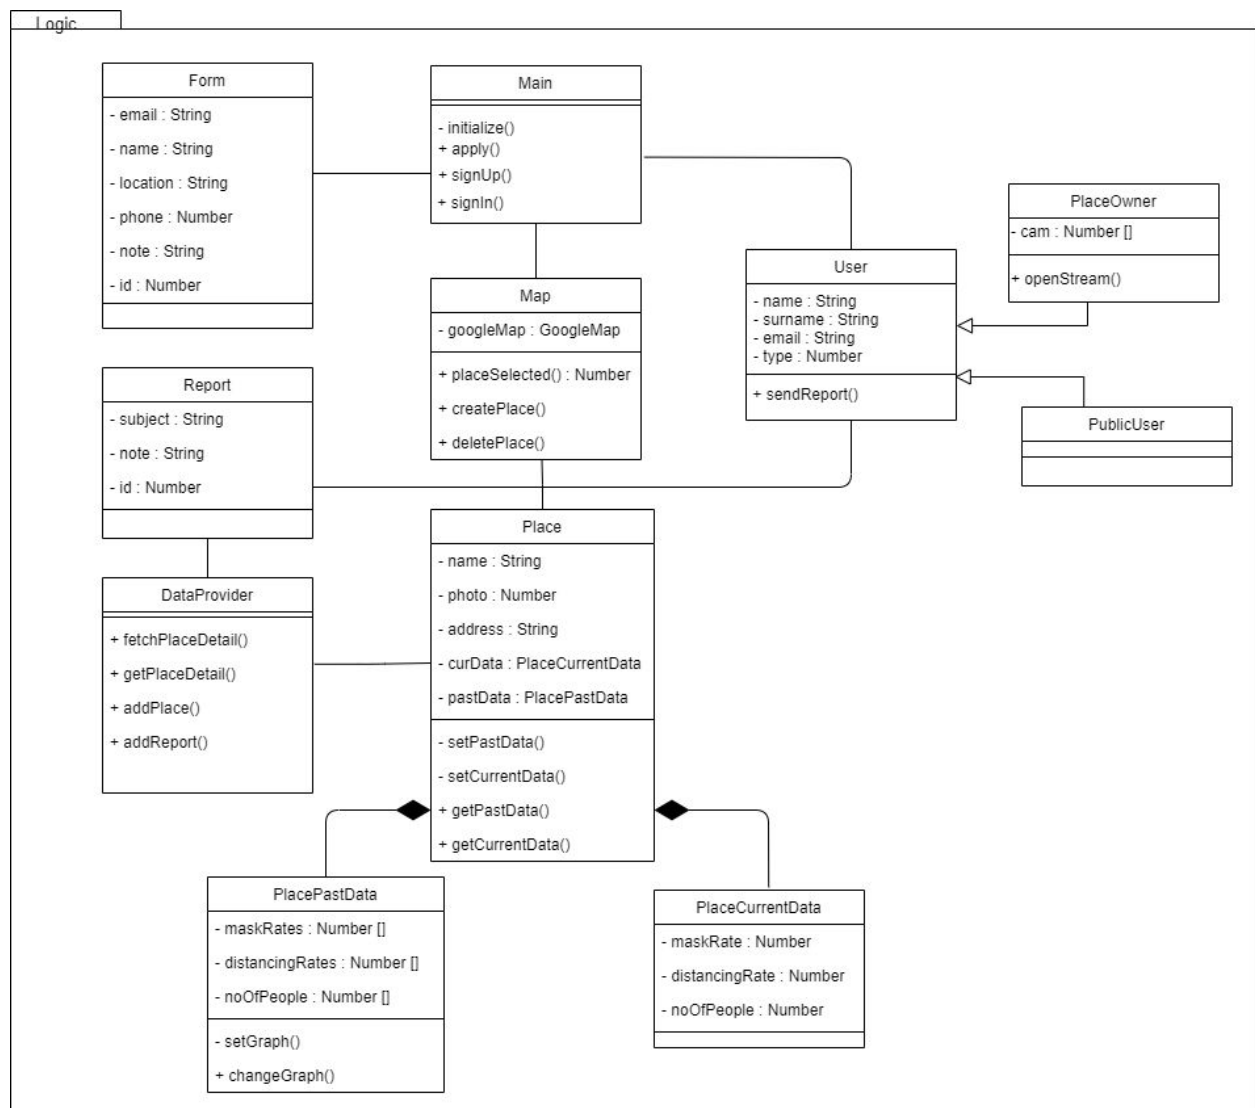 Logic
Form
- email : String
- name : String
- location : String
- phone : Number
- note : String
- id : Number
Main
- initialize()
+ apply()
+ signUp()
+ signIn()
PlaceOwner
- cam : Number []
+ openStream()
User
- name : String
- surname : String
- email : String
- type : Number
+ sendReport()
Map
- googleMap : GoogleMap
+ placeSelected() : Number
+ createPlace()
+ deletePlace()
Report
- subject : String
- note : String
- id : Number
PublicUser
Place
- name : String
- photo : Number
- address : String
- curData : PlaceCurrentData
- pastData : PlacePastData
- setPastData()
- setCurrentData()
+ getPastData()
+ getCurrentData()
DataProvider
+ fetchPlaceDetail()
+ getPlaceDetail()
+ addPlace()
+ addReport()
PlacePastData
- maskRates : Number []
- distancingRates : Number []
- noOfPeople : Number []
- setGraph()
+ changeGraph()
PlaceCurrentData
- maskRate : Number
- distancingRate : Number
- noOfPeople : Number